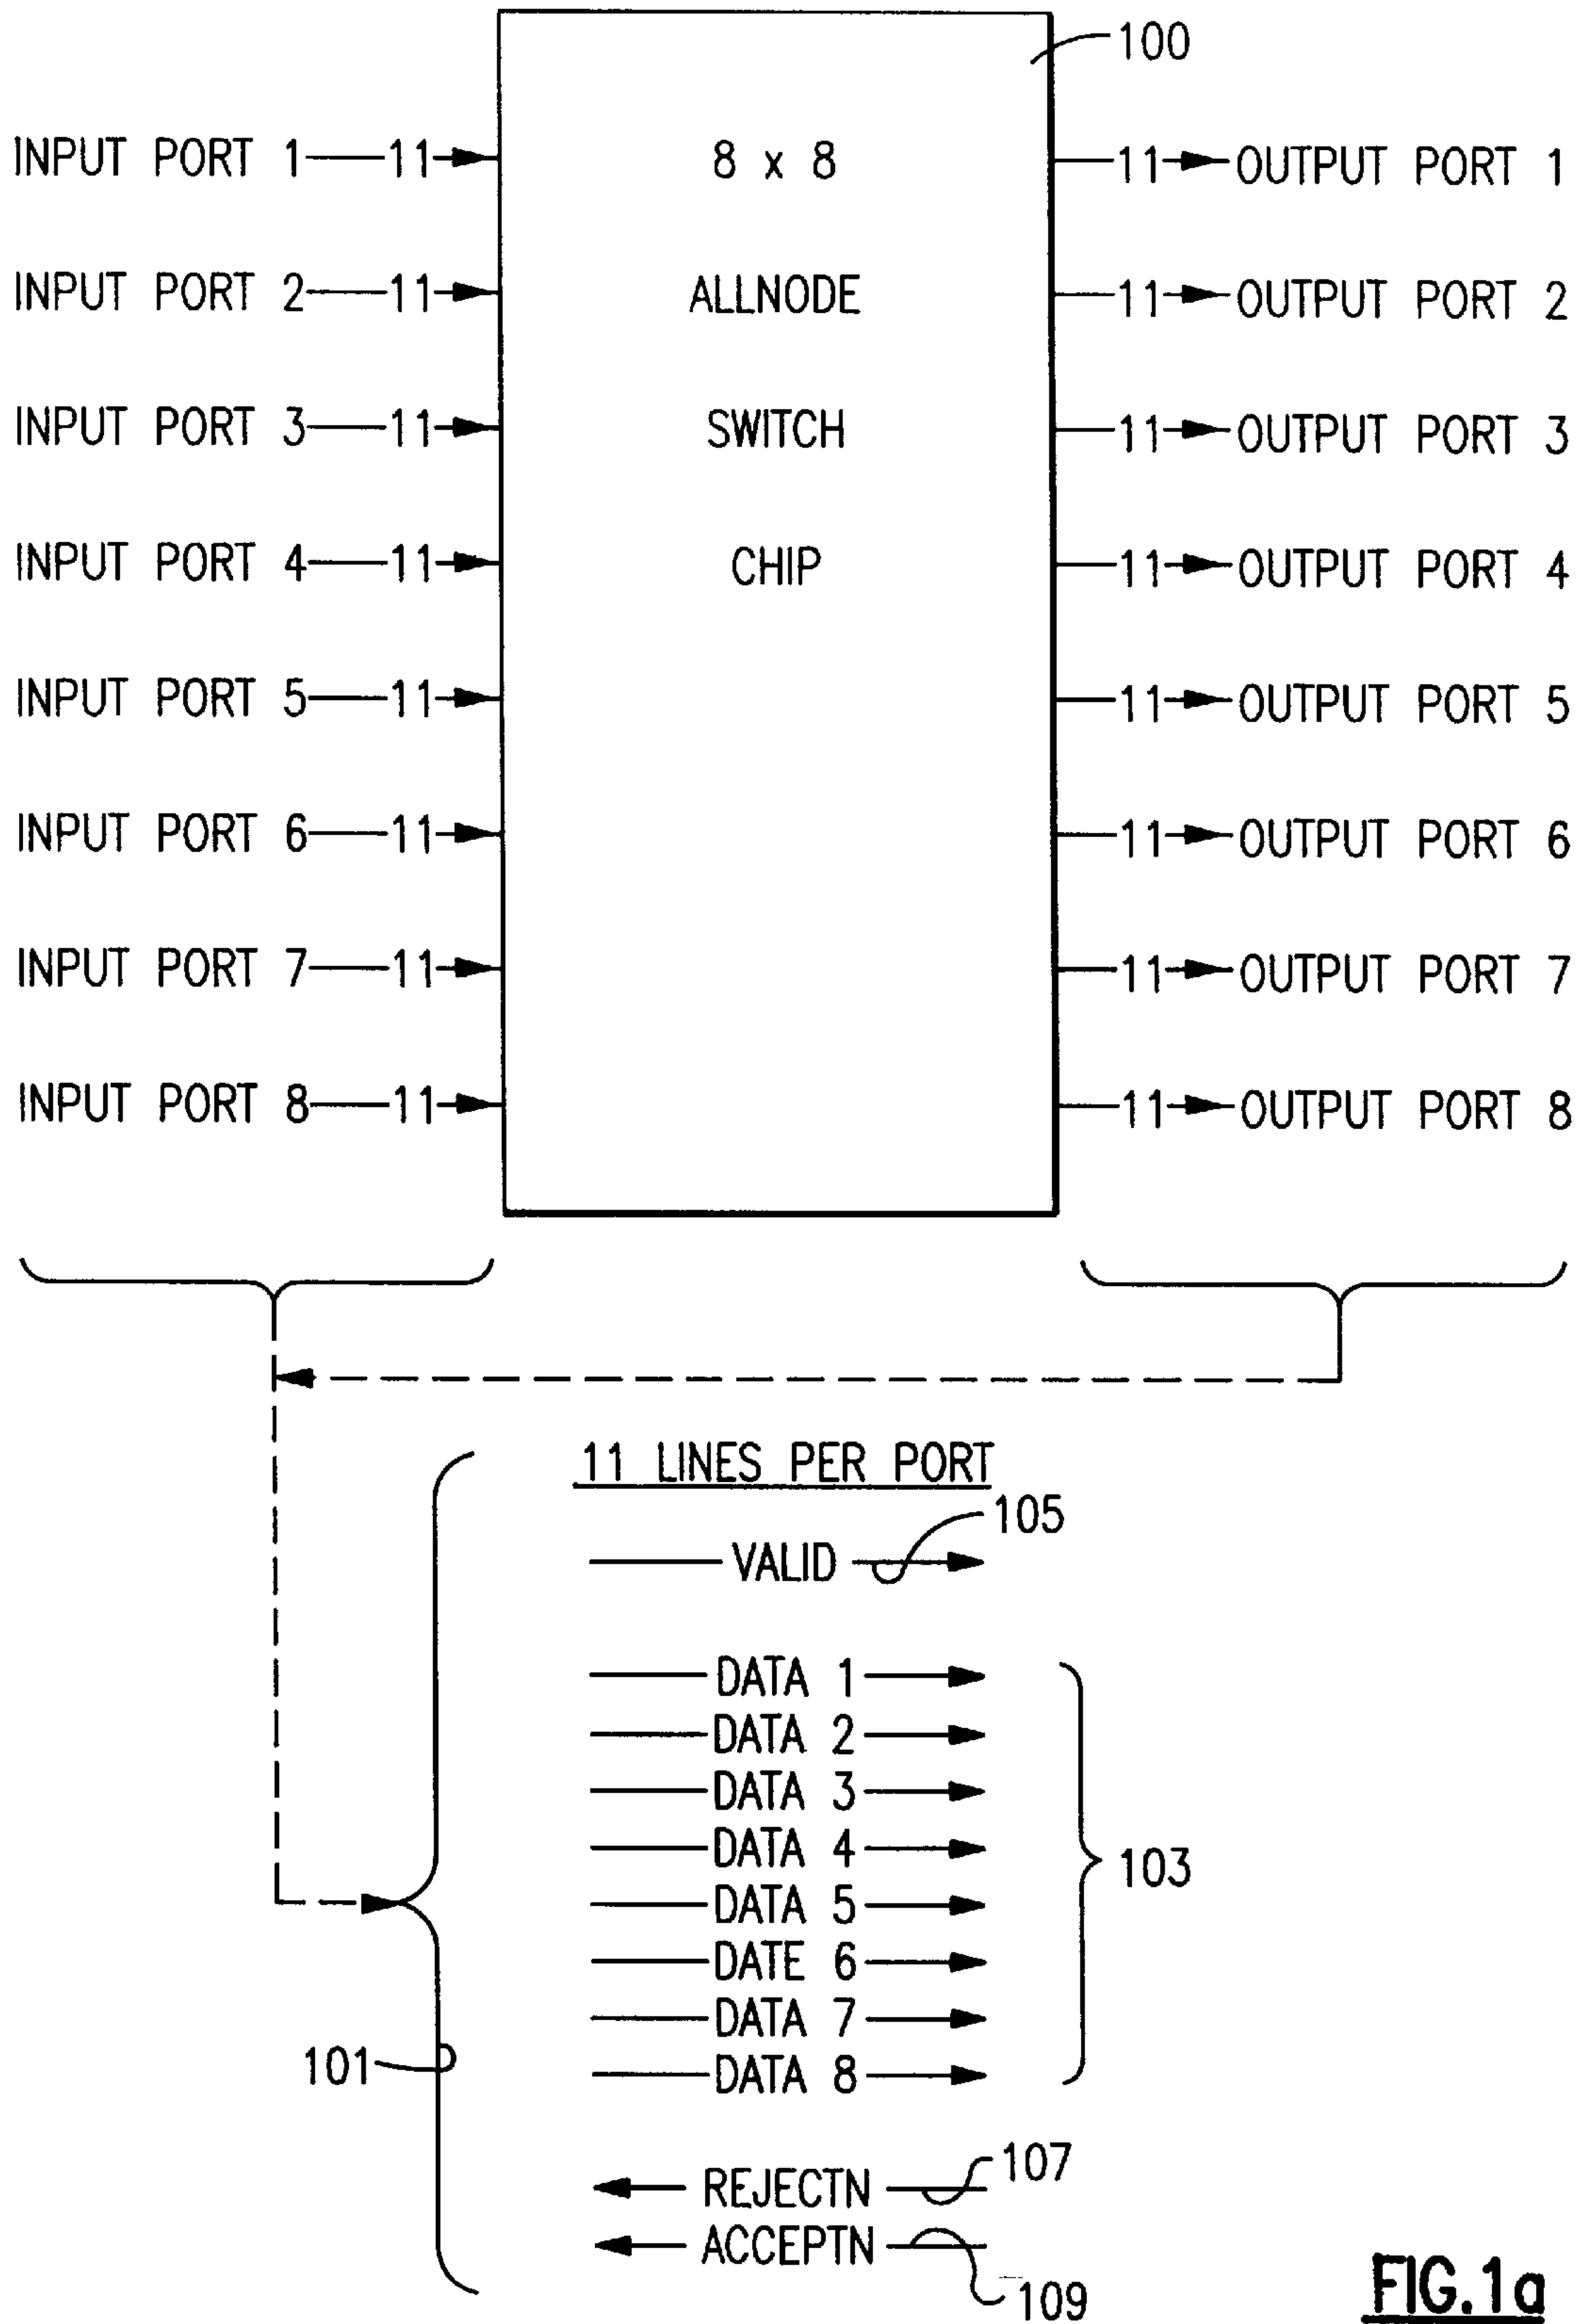 100
INPUT PORT 1 11 8 x 8 11 OUTPUT PORT 1
INPUT PORT 2 11 ALLNODE 11 OUTPUT PORT 2
INPUT PORT 3 11 SWITCH 11 OUTPUT PORT 3
INPUT PORT 4 11 CHIP 11 OUTPUT PORT 4
INPUT PORT 5 11 11 OUTPUT PORT 5
INPUT PORT 6 11 11 OUTPUT PORT 6
INPUT PORT 7 11 11 OUTPUT PORT 7
INPUT PORT 8 11 11 OUTPUT PORT 8
11 LINES PER PORT
105
VALID
DATA 1
DATA 2
DATA 3
DATA 4
103
DATA 5
DATE 6
DATA 7
101
DATA 8
107
REJECTN
ACCEPTN
109
FIG.1a